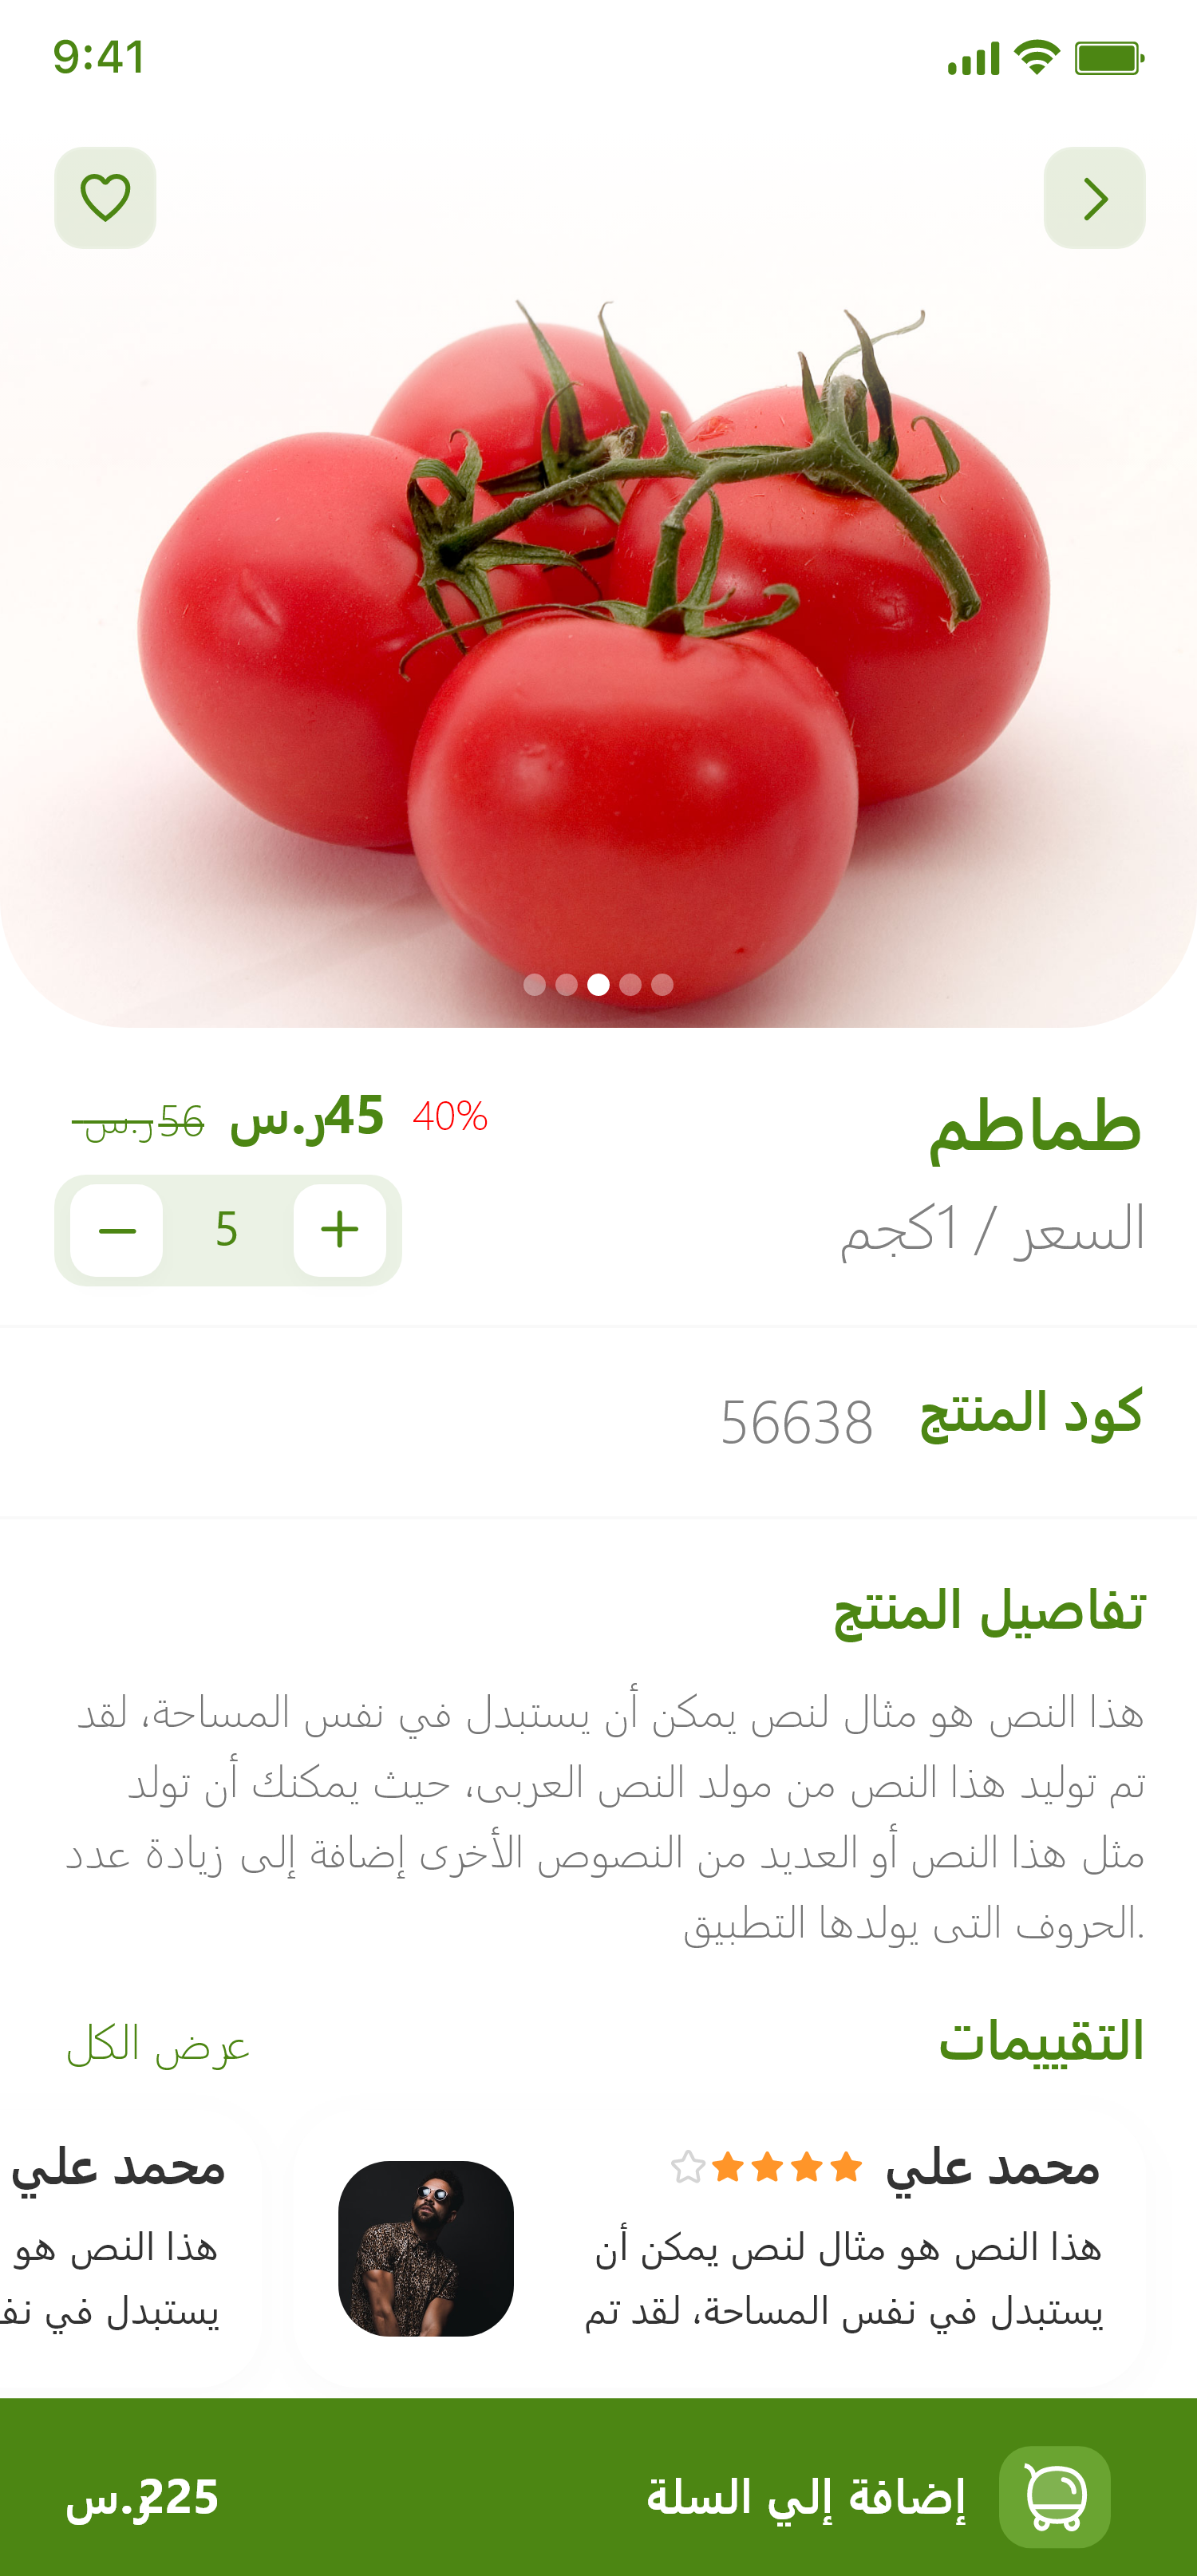 9:41
طماطم
40% 45ر.س 56ر.س
السعر / 1كجم
5
كود المنتج 56638
تفاصيل المنتج
هذا النص هو مثال لنص يمكن أن يستبدل في نفس المساحة، لقد
تم توليد هذا النص من مولد النص العربى، حيث يمكنك أن تولد
مثل هذا النص أو العديد من النصوص الأخرى إضافة إلى زيادة عدد
الحروف التى يولدها التطبيق.
التقييمات
عرض الكل
محمد علي
هذا النص هو مثال لنص يمكن أن
يستبدل في نفس المساحة، لقد تم
محمد علي
هذا النص هو
يستبدل في نف
إضافة إلي السلة
225ر.س